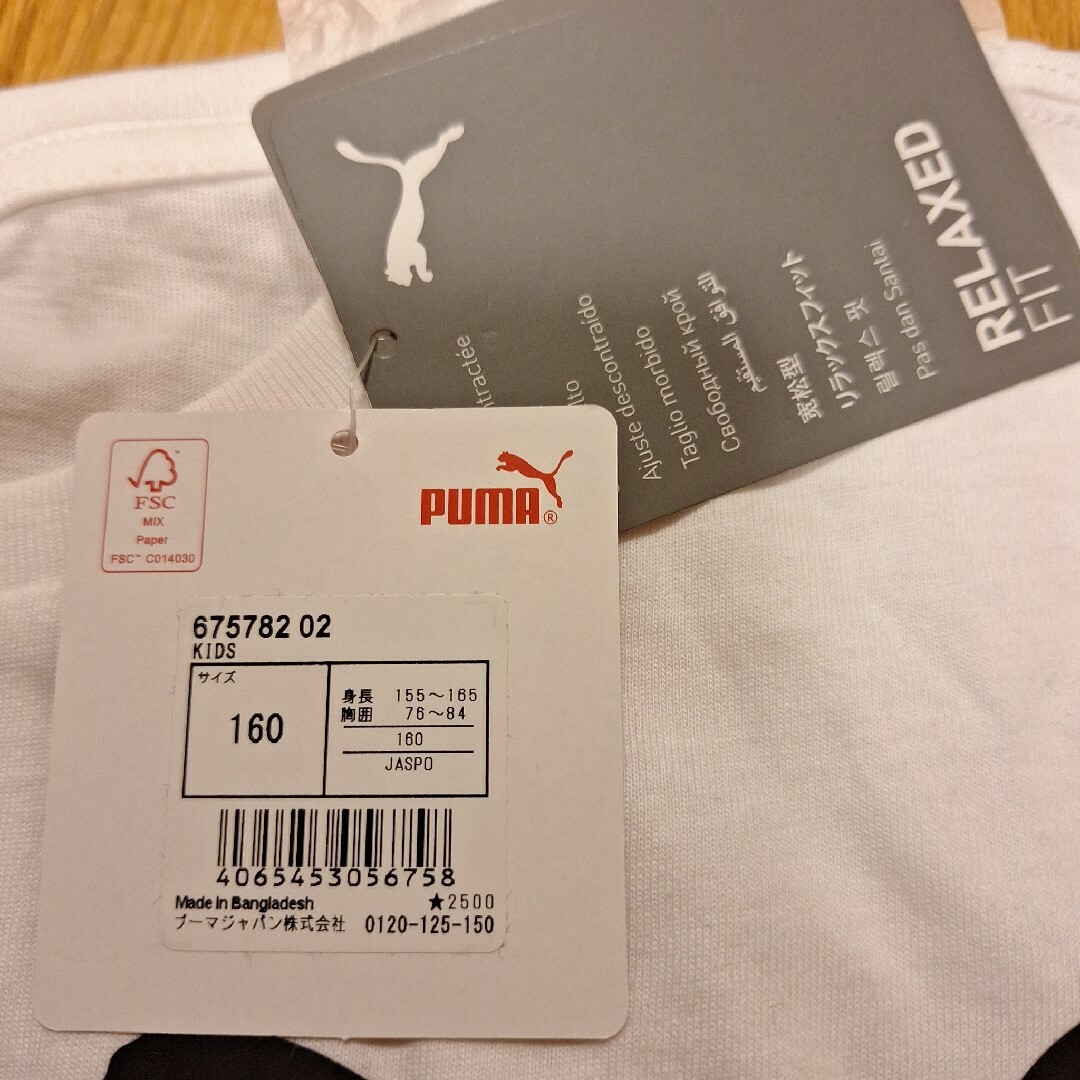 RELAXED
FIT
Pas dan Santai
릴렉스 핏
リラックスフィット
宽松型
Свободный крой
Taglio morbido
Ajuste descontraído
FSC
MIX
Paper
FSC™ C014030
PUMA®
675782 02
KIDS
サイズ
160
身長 155〜165
胸囲 76〜84
160
JASPO
4065453056758
Made in Bangladesh ★2500
プーマジャパン株式会社 0120-125-150